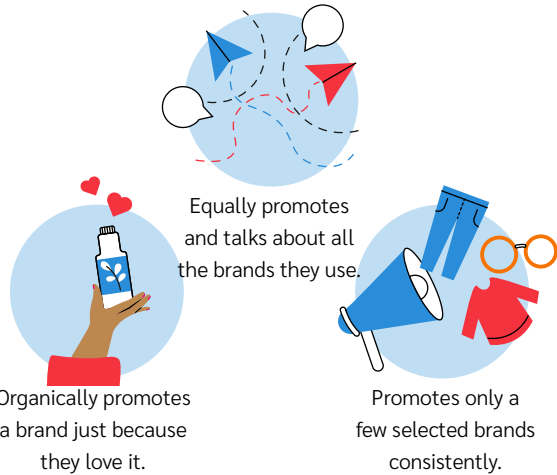 Equally promotes
and talks about all
the brands they use.
Organically promotes
a brand just because
they love it.
Promotes only a
few selected brands
consistently.